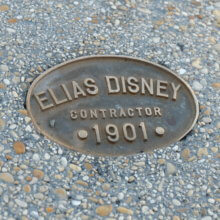 ELIAS DISNEY
CONTRACTOR
• 1901 •